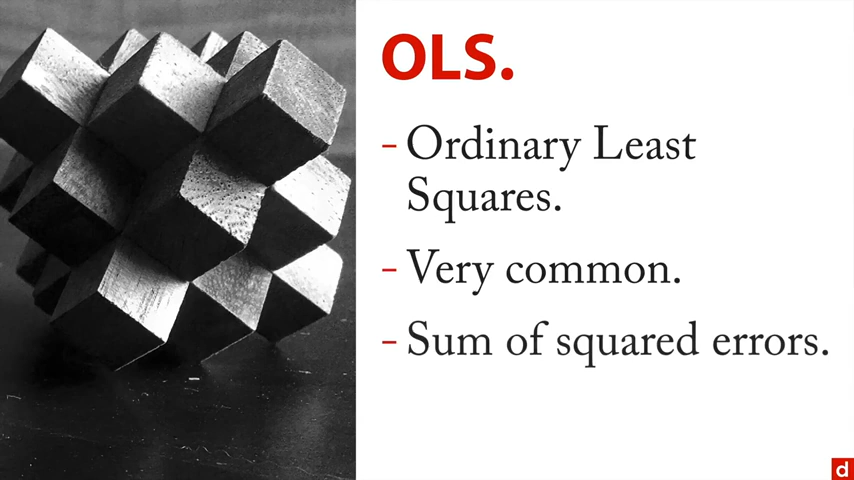 OLS.
- Ordinary Least
Squares.
- Very common.
- Sum of squared errors.
d